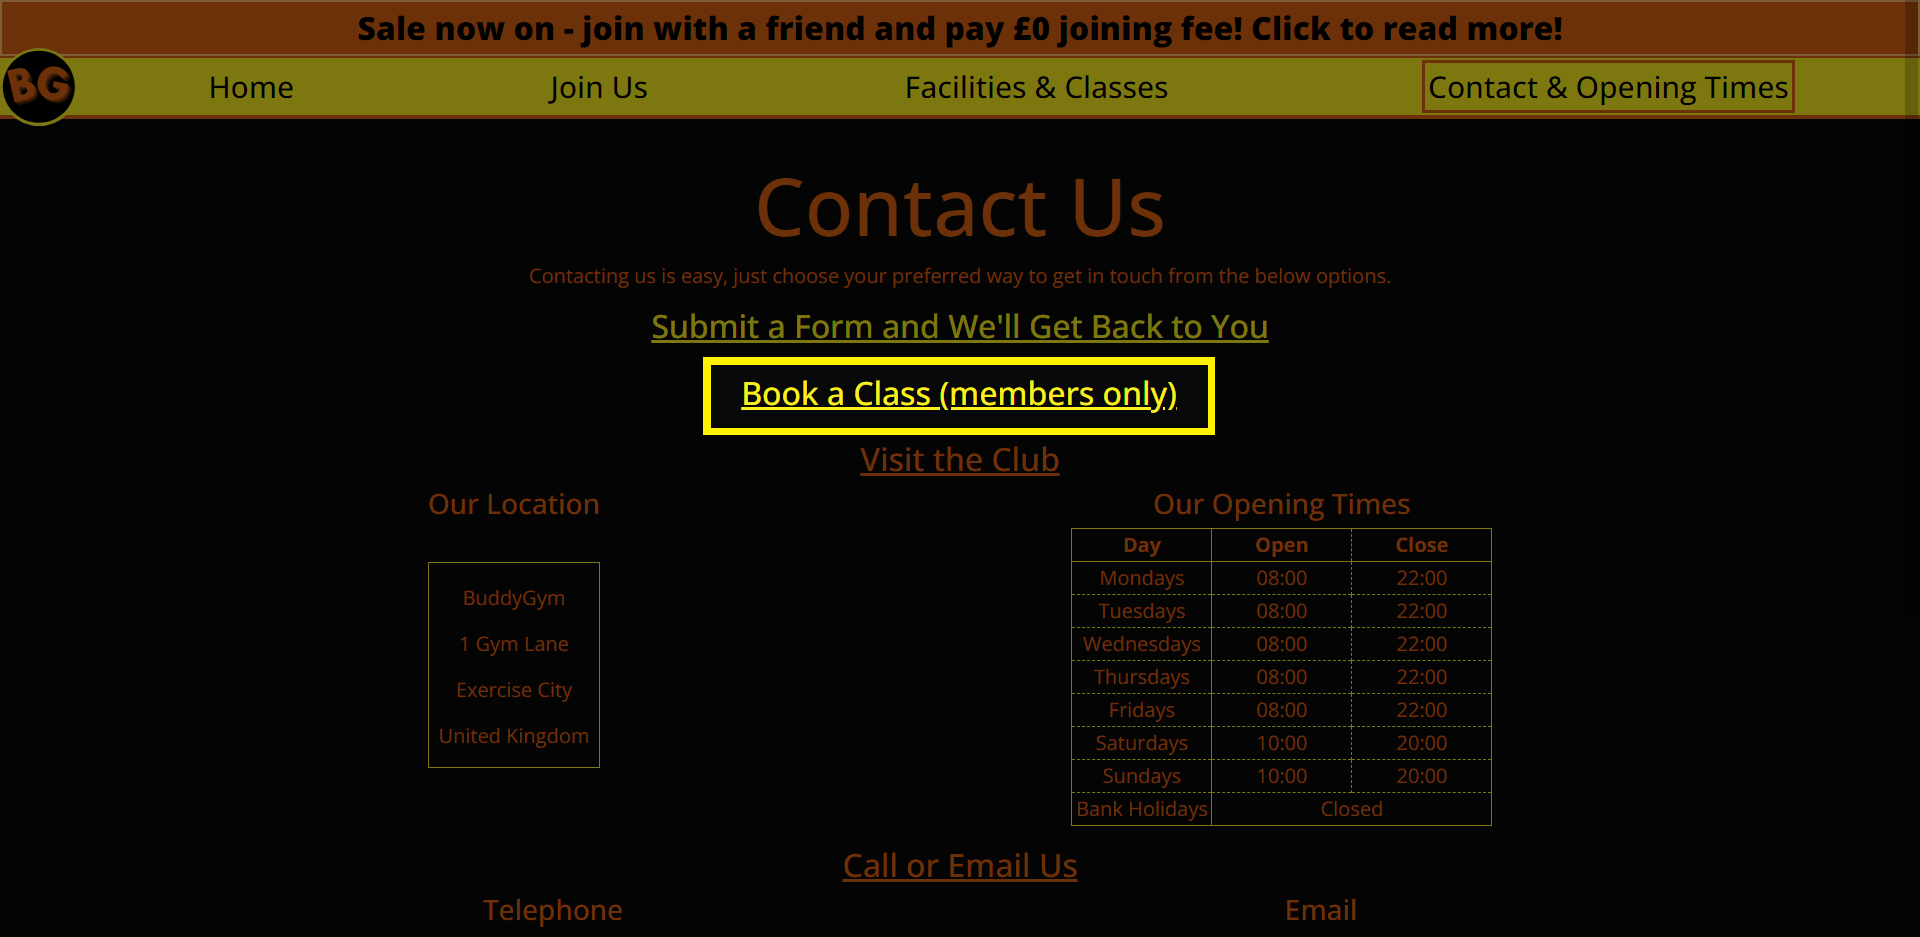 Sale now on - join with a friend and pay £0 joining fee! Click to read more!
BG
Home
Join Us
Facilities & Classes
Contact & Opening Times
Contact Us
Contacting us is easy, just choose your preferred way to get in touch from the below options.
Submit a Form and We'll Get Back to You
Book a Class (members only)
Visit the Club
Our Location
BuddyGym
1 Gym Lane
Exercise City
United Kingdom
Our Opening Times
Day Open Close
Mondays 08:00 22:00
Tuesdays 08:00 22:00
Wednesdays 08:00 22:00
Thursdays 08:00 22:00
Fridays 08:00 22:00
Saturdays 10:00 20:00
Sundays 10:00 20:00
Bank Holidays Closed
Call or Email Us
Telephone
Email